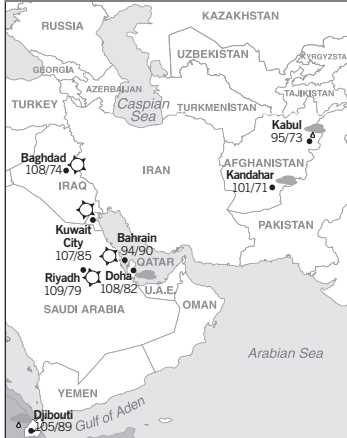 RUSSIA
KAZAKHSTAN
UZBEKISTAN
KYRGYZSTA
GEORGIA
AZERBAIJAN
TAJIKISTAN
TURKEY
Caspian
Sea
TURKMENISTAN
Kabul
95/73
Baghdad
108/74
IRAN
AFGHANISTAN
Kandahar
101/71
IRAQ
Kuwait
City
107/85
Bahrain
94/90
PAKISTAN
QATAR
Riyadh
109/79
Doha
108/82
U.A.E.
OMAN
SAUDI ARABIA
Arabian Sea
YEMEN
Djibouti
105/89
Gulf of Aden